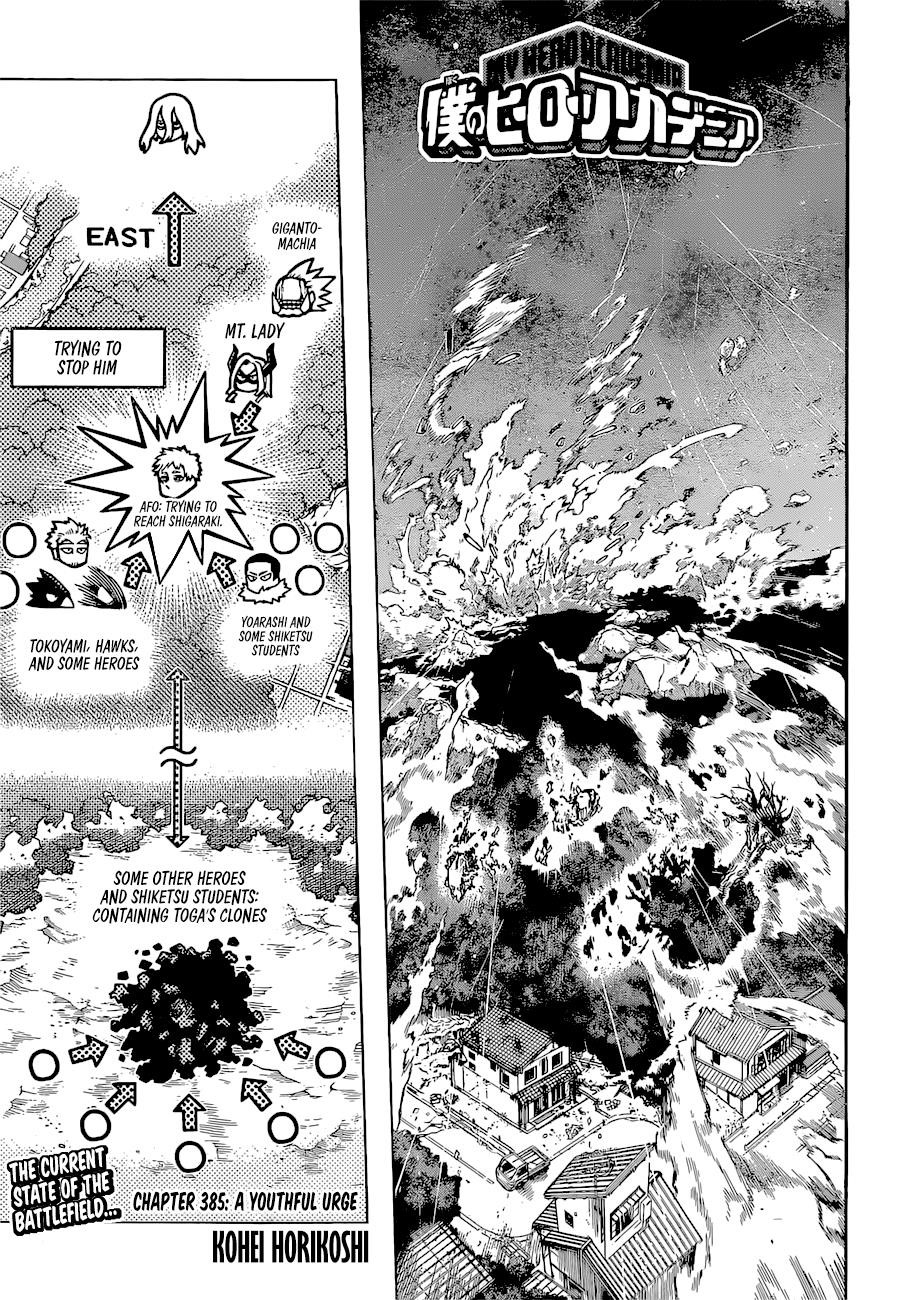 MY HERO ACADEMIA
僕のヒーローアカデミア
EAST
GIGANTO-
MACHIA
MT. LADY
TRYING TO
STOP HIM
AFO: TRYING TO
REACH SHIGARAKI.
YOARASHI AND
SOME SHIKETSU
STUDENTS
TOKOYAMI, HAWKS,
AND SOME HEROES
SOME OTHER HEROES
AND SHIKETSU STUDENTS:
CONTAINING TOGA'S CLONES
THE CURRENT
STATE OF THE
BATTLEFIELD...
CHAPTER 385: A YOUTHFUL URGE
KOHEI HORIKOSHI